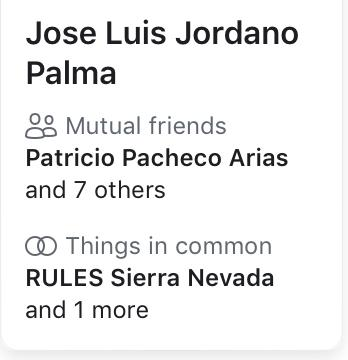 Jose Luis Jordano
Palma
Mutual friends
Patricio Pacheco Arias
and 7 others
Things in common
RULES Sierra Nevada
and 1 more